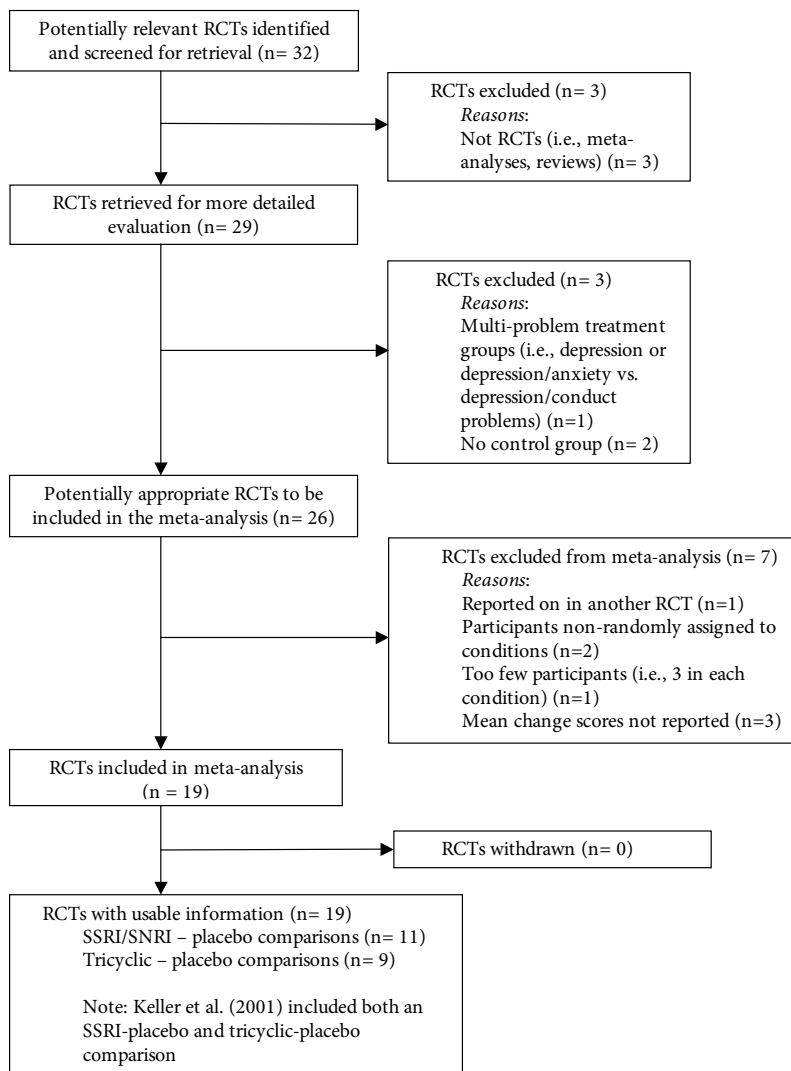 Potentially relevant RCTs identified
and screened for retrieval (n= 32)
RCTs excluded (n= 3)
Reasons:
Not RCTs (i.e., meta-
analyses, reviews) (n= 3)
RCTs retrieved for more detailed
evaluation (n= 29)
RCTs excluded (n= 3)
Reasons:
Multi-problem treatment
groups (i.e., depression or
depression/anxiety vs.
depression/conduct
problems) (n=1)
No control group (n= 2)
Potentially appropriate RCTs to be
included in the meta-analysis (n= 26)
RCTs excluded from meta-analysis (n= 7)
Reasons:
Reported on in another RCT (n=1)
Participants non-randomly assigned to
conditions (n=2)
Too few participants (i.e., 3 in each
condition) (n=1)
Mean change scores not reported (n=3)
RCTs included in meta-analysis
(n = 19)
RCTs withdrawn (n= 0)
RCTs with usable information (n= 19)
SSRI/SNRI – placebo comparisons (n= 11)
Tricyclic – placebo comparisons (n= 9)
Note: Keller et al. (2001) included both an
SSRI-placebo and tricyclic-placebo
comparison